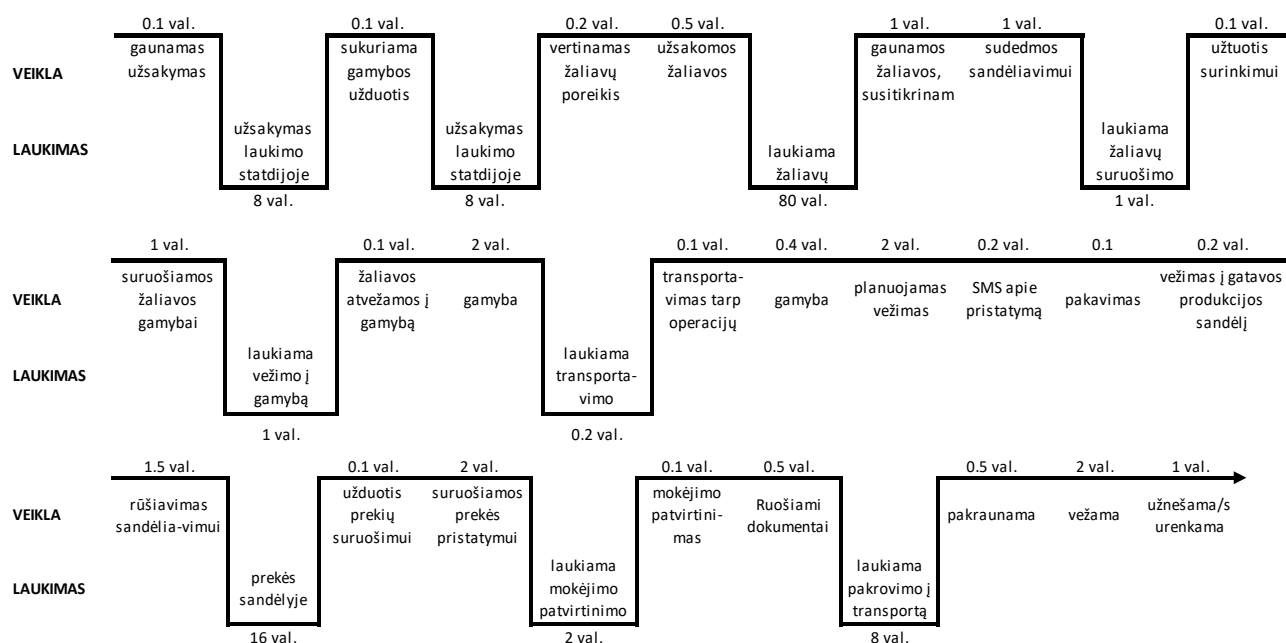 0.1 val. 0.1 val. 0.2 val. 0.5 val. 1 val. 1 val. 0.1 val.
VEIKLA
gaunamas
užsakymas
sukuriama
gamybos
užduotis
vertinamas
žaliavų
poreikis
užsakomos
žaliavos
gaunamos
žaliavos,
susitikrinam
sudedmos
sandėliavimui
užtuotis
surinkimui
LAUKIMAS
užsakymas
laukimo
statdijoje
užsakymas
laukimo
statdijoje
laukiama
žaliavų
laukiama
žaliavų
suruošimo
8 val. 8 val. 80 val. 1 val.
1 val. 0.1 val. 2 val. 0.1 val. 0.4 val. 2 val. 0.2 val. 0.1 0.2 val.
VEIKLA
suruošiamos
žaliavos
gamybai
žaliavos
atvežamos į
gamybą
gamyba
transporta-
vimas tarp
operacijų
gamyba
planuojamas
vežimas
SMS apie
pristatymą
pakavimas
vežimas į gatavos
produkcijos
sandėlį
LAUKIMAS
laukiama
vežimo į
gamybą
laukiama
transporta-
vimo
1 val. 0.2 val.
1.5 val. 0.1 val. 2 val. 0.1 val. 0.5 val. 0.5 val. 2 val. 1 val.
VEIKLA
rūšiavimas
sandėlia-vimui
užduotis
prekių
suruošimui
suruošiamos
prekės
pristatymui
mokėjimo
patvirtini-
mas
Ruošiami
dokumentai
pakraunama
vežama
užnešama/s
urenkama
LAUKIMAS
prekės
sandėlyje
laukiama
mokėjimo
patvirtinimo
laukiama
pakrovimo į
transportą
16 val. 2 val. 8 val.